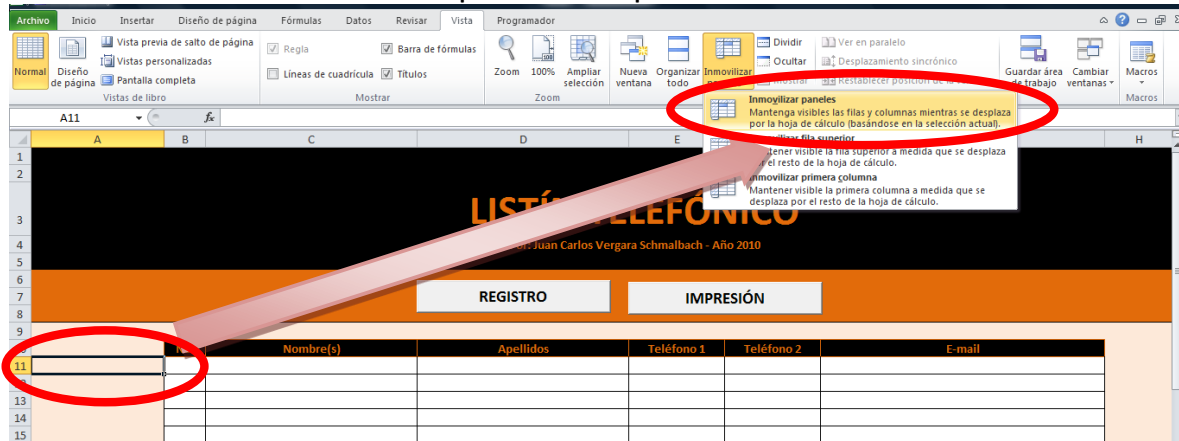 Archivo Inicio Insertar Diseño de página Fórmulas Datos Revisar Vista Programador
Normal
Diseño de página
Vista previa de salto de página
Vistas personalizadas
Pantalla completa
Vistas de libro
Regla
Barra de fórmulas
Líneas de cuadrícula
Títulos
Mostrar
Zoom
100%
Ampliar selección
Zoom
Nueva ventana
Organizar todo
Inmovilizar
Dividir
Ocultar
Mostrar
Ver en paralelo
Desplazamiento sincrónico
Restablecer posición de la
Guardar área de trabajo
Cambiar ventanas
Macros
Macros
Inmovilizar paneles
Mantenga visibles las filas y columnas mientras se desplaza
por la hoja de cálculo (basándose en la selección actual).
superior
visible la fila superior a medida que se desplaza
el resto de la hoja de cálculo.
Inmovilizar primera columna
Mantener visible la primera columna a medida que se
desplaza por el resto de la hoja de cálculo.
A11 fx
A B C D E H
1
2
3
4
5
6
7
8
9
11
13
14
15
Juan Carlos Vergara Schmalbach - Año 2010
REGISTRO IMPRESIÓN
Nombre(s) Apellidos Teléfono 1 Teléfono 2 E-mail